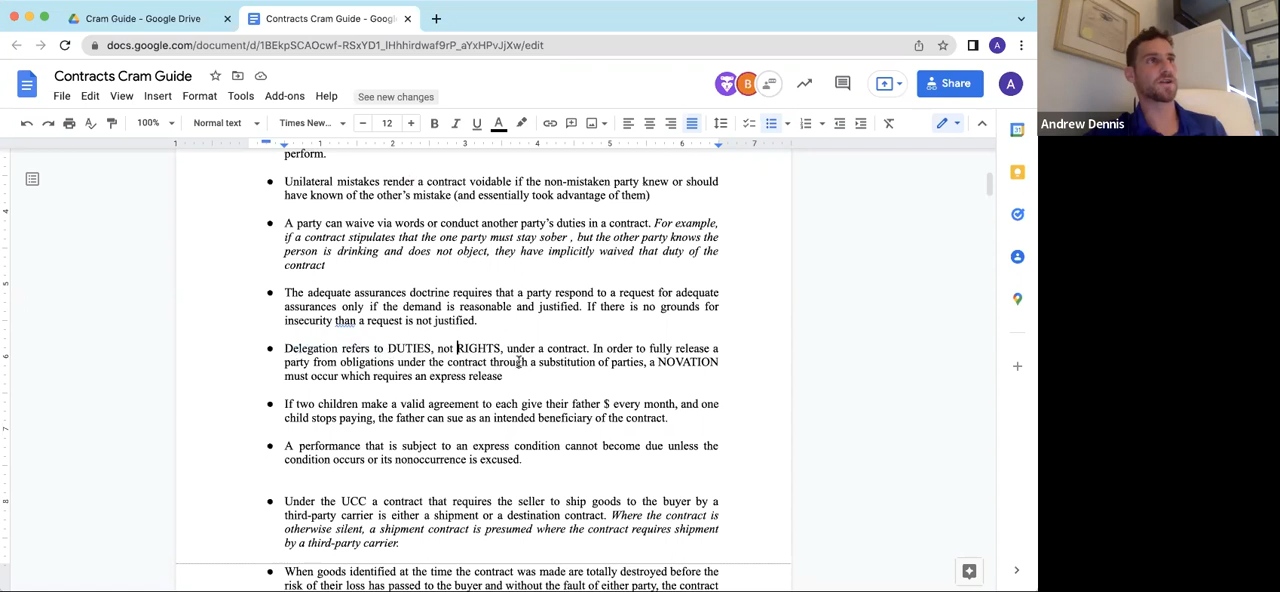 Cram Guide - Google Drive
Contracts Cram Guide - Googl
docs.google.com/document/d/1BEkpSCAOcwf-RSxYD1_lHhhirdwaf9rP_aYxHPvJjXw/edit
A
Contracts Cram Guide
File Edit View Insert Format Add-ons Help See new changes
B
Share
A
100% Normal text Times New... 12 B I U A
1 1 2 3 4 5 6 7
Andrew Dennis
perform.
Unilateral mistakes render a contract voidable if the non-mistaken party knew or should
have known of the other's mistake (and essentially took advantage of them)
A party can waive via words or conduct another party's duties in a contract. For example,
if a contract stipulates that the one party must stay sober , but the other party knows the
person is drinking and does not object, they have implicitly waived that duty of the
contract
The adequate assurances doctrine requires that a party respond to a request for adequate
assurances only if the demand is reasonable and justified. If there is no grounds for
insecurity than a request is not justified.
Delegation refers to DUTIES, not RIGHTS, under a contract. In order to fully release a
party from obligations under the contract through a substitution of parties, a NOVATION
must occur which requires an express release
If two children make a valid agreement to each give their father $ every month, and one
child stops paying, the father can sue as an intended beneficiary of the contract.
A performance that is subject to an express condition cannot become due unless the
condition occurs or its nonoccurrence is excused.
Under the UCC a contract that requires the seller to ship goods to the buyer by a
third-party carrier is either a shipment or a destination contract. Where the contract is
otherwise silent, a shipment contract is presumed where the contract requires shipment
by a third-party carrier.
When goods identified at the time the contract was made are totally destroyed before the
risk of their loss has passed to the buyer and without the fault of either party, the contract